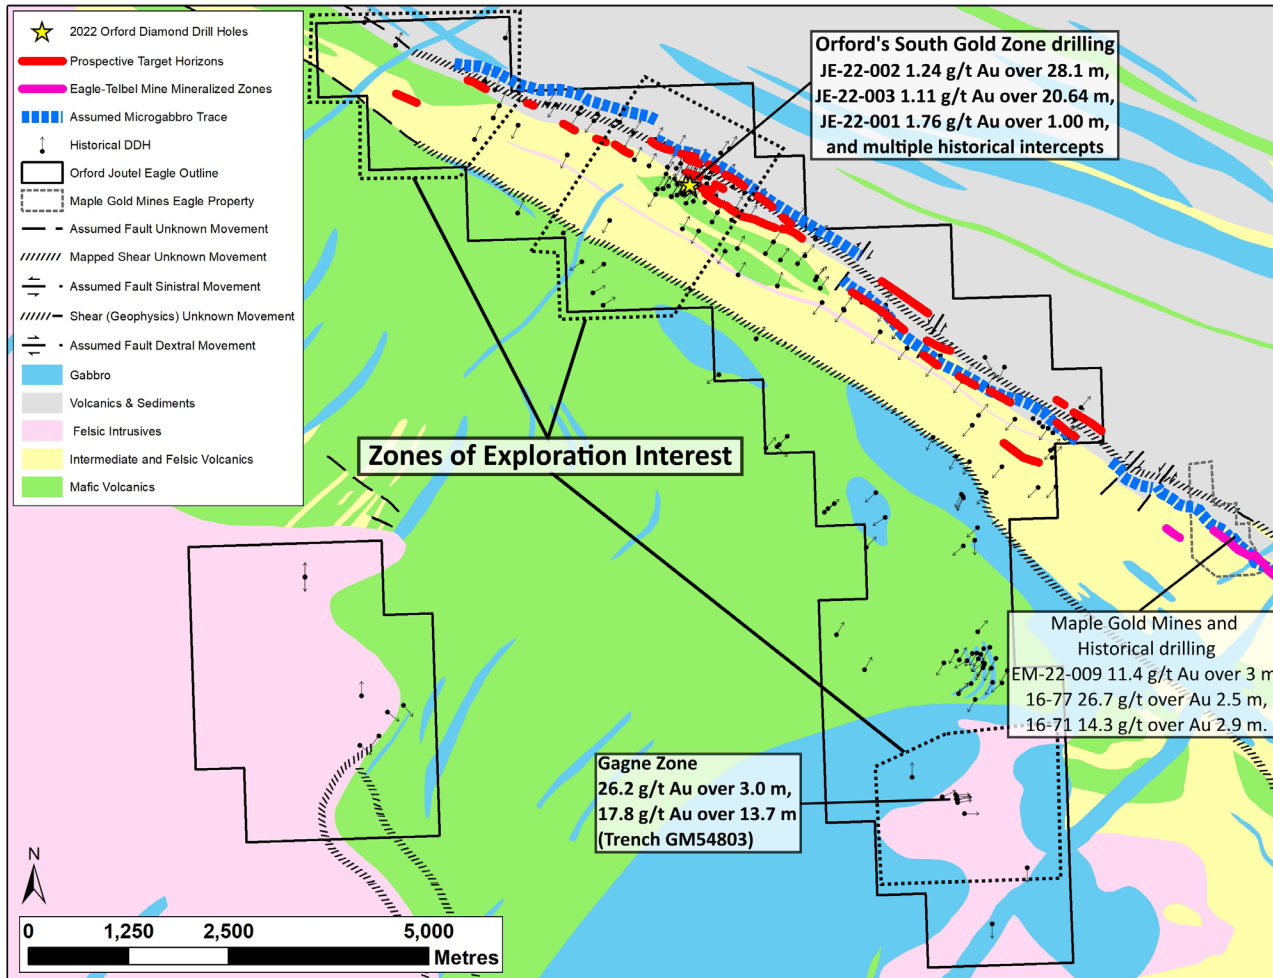 2022 Orford Diamond Drill Holes
Prospective Target Horizons
Eagle-Telbel Mine Mineralized Zones
Assumed Microgabbro Trace
Historical DDH
Orford Joutel Eagle Outline
Maple Gold Mines Eagle Property
Assumed Fault Unknown Movement
Mapped Shear Unknown Movement
Assumed Fault Sinistral Movement
Shear (Geophysics) Unknown Movement
Assumed Fault Dextral Movement
Gabbro
Volcanics & Sediments
Felsic Intrusives
Intermediate and Felsic Volcanics
Mafic Volcanics
Orford's South Gold Zone drilling
JE-22-002 1.24 g/t Au over 28.1 m,
JE-22-003 1.11 g/t Au over 20.64 m,
JE-22-001 1.76 g/t Au over 1.00 m,
and multiple historical intercepts
Zones of Exploration Interest
Maple Gold Mines and
Historical drilling
EM-22-009 11.4 g/t Au over 3 m
16-77 26.7 g/t over Au 2.5 m,
16-71 14.3 g/t over Au 2.9 m.
Gagne Zone
26.2 g/t Au over 3.0 m,
17.8 g/t Au over 13.7 m
(Trench GM54803)
N
0 1,250 2,500 5,000
Metres